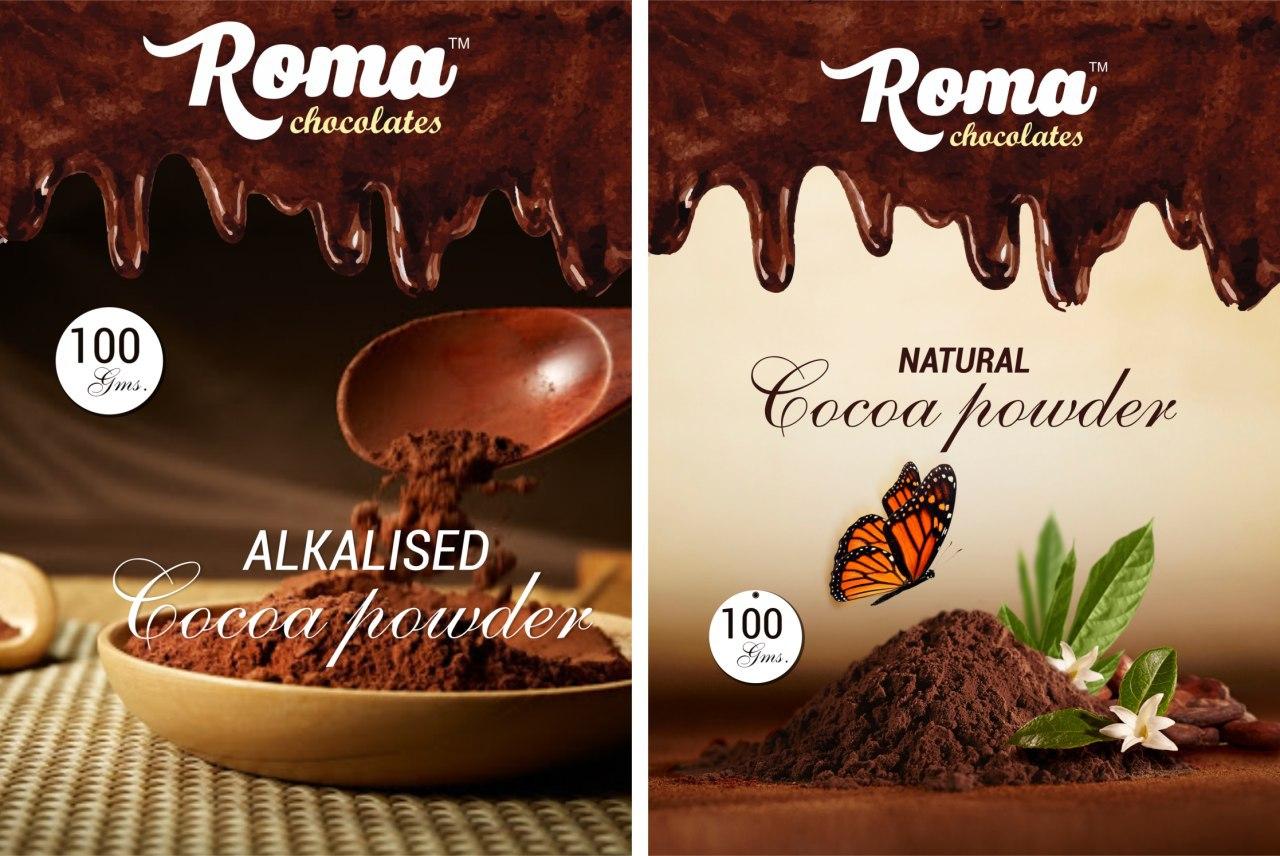 Roma™
chocolates
100
Gms.
ALKALISED
Cocoa powder
Roma™
chocolates
NATURAL
Cocoa powder
100
Gms.